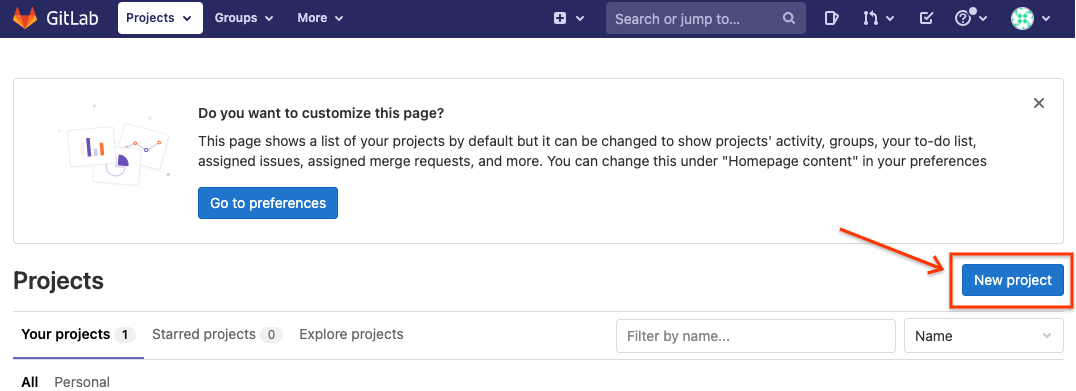 GitLab Projects Groups More Search or jump to...
Do you want to customize this page?
This page shows a list of your projects by default but it can be changed to show projects' activity, groups, your to-do list,
assigned issues, assigned merge requests, and more. You can change this under "Homepage content" in your preferences
Go to preferences
Projects New project
Your projects 1 Starred projects 0 Explore projects Filter by name... Name
All Personal